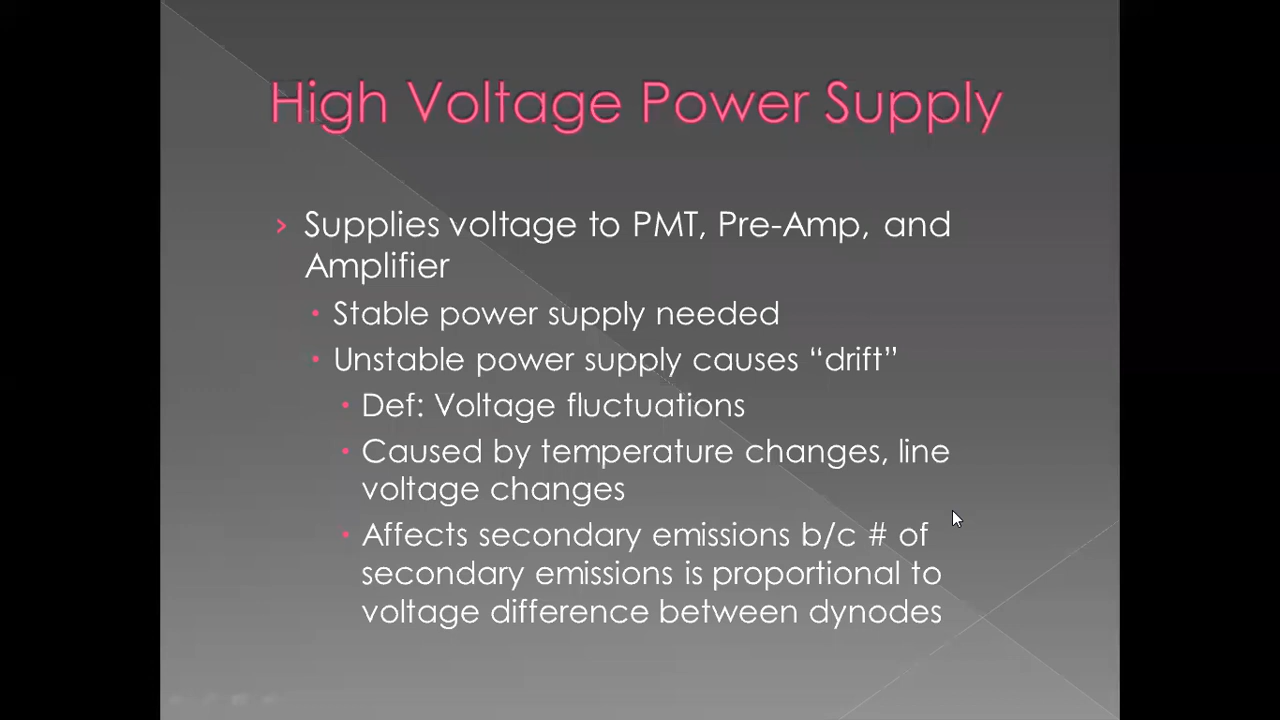 High Voltage Power Supply
Supplies voltage to PMT, Pre-Amp, and
Amplifier
Stable power supply needed
Unstable power supply causes “drift”
Def: Voltage fluctuations
Caused by temperature changes, line
voltage changes
Affects secondary emissions b/c # of
secondary emissions is proportional to
voltage difference between dynodes